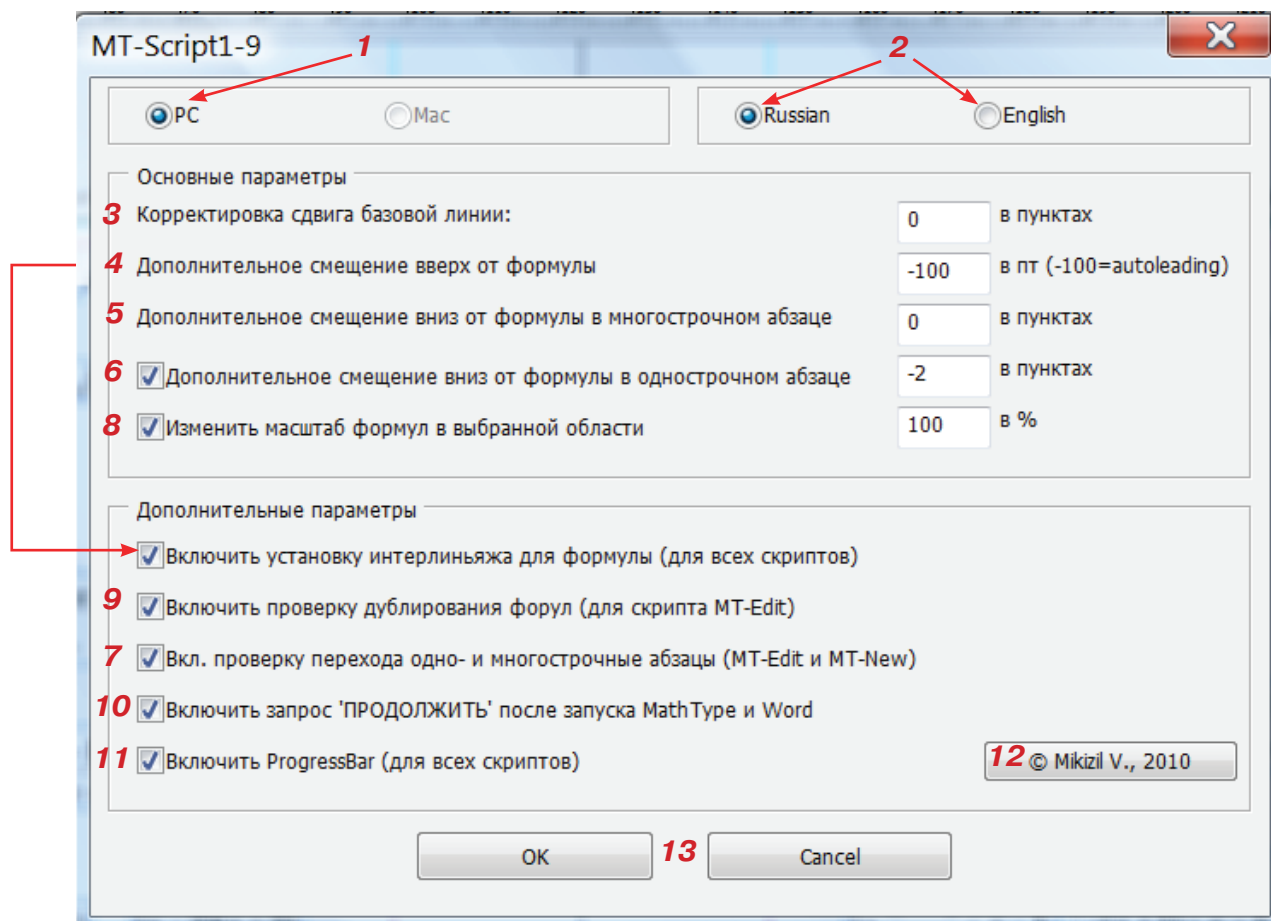 MT-Script1-9
1
2
PC
Mac
Russian
English
Основные параметры
3 Корректировка сдвига базовой линии: 0 в пунктах
4 Дополнительное смещение вверх от формулы -100 в пт (-100=autoleading)
5 Дополнительное смещение вниз от формулы в многострочном абзаце 0 в пунктах
6 Дополнительное смещение вниз от формулы в однострочном абзаце -2 в пунктах
8 Изменить масштаб формул в выбранной области 100 в %
Дополнительные параметры
Включить установку интерлиньяжа для формулы (для всех скриптов)
9 Включить проверку дублирования форул (для скрипта MT-Edit)
7 Вкл. проверку перехода одно- и многострочные абзацы (MT-Edit и MT-New)
10 Включить запрос 'ПРОДОЛЖИТЬ' после запуска MathType и Word
11 Включить ProgressBar (для всех скриптов)
12 © Mikizil V., 2010
OK 13 Cancel